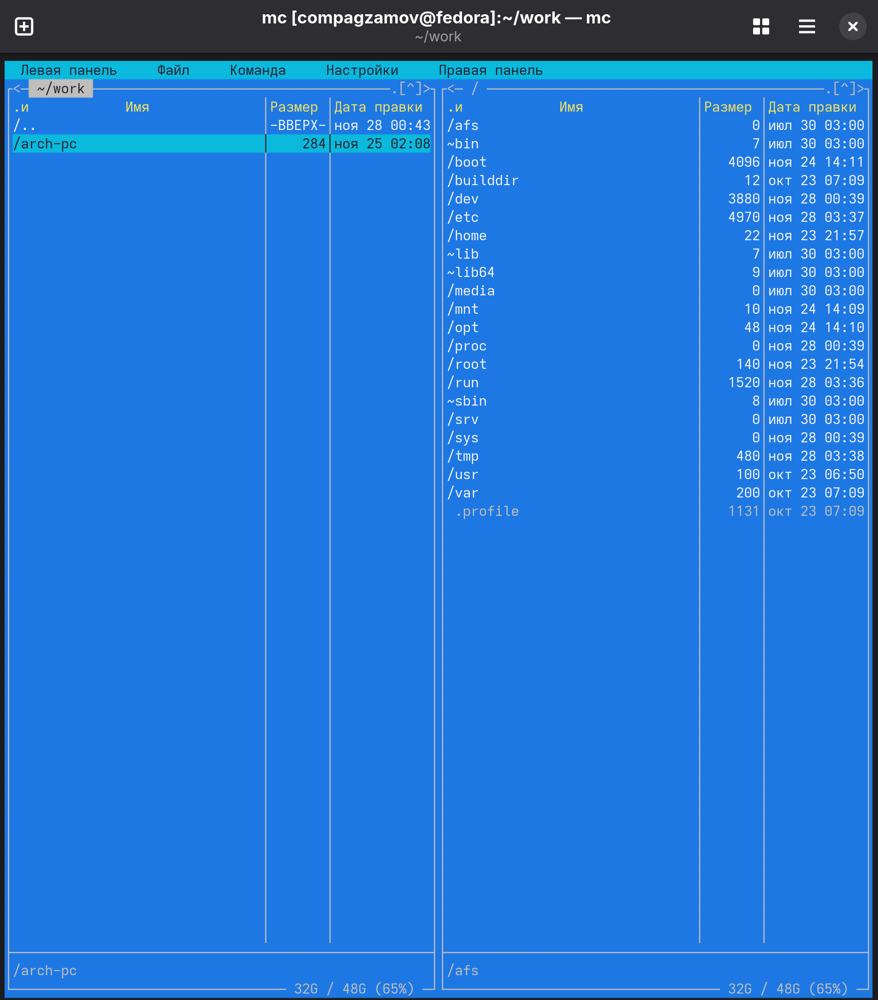 mc [compagzamov@fedora]:~/work — mc
~/work
Левая панель Файл Команда Настройки Правая панель
<─ ~/work .[^]>
.и Имя Размер Дата правки
/.. -ВВЕРХ- ноя 28 00:43
/arch-pc 284 ноя 25 02:08
/arch-pc
32G / 48G (65%)
<─ / .[^]>
.и Имя Размер Дата правки
/afs 0 июл 30 03:00
~bin 7 июл 30 03:00
/boot 4096 ноя 24 14:11
/builddir 12 окт 23 07:09
/dev 3880 ноя 28 00:39
/etc 4970 ноя 28 03:37
/home 22 ноя 23 21:57
~lib 7 июл 30 03:00
~lib64 9 июл 30 03:00
/media 0 июл 30 03:00
/mnt 10 ноя 24 14:09
/opt 48 ноя 24 14:10
/proc 0 ноя 28 00:39
/root 140 ноя 23 21:54
/run 1520 ноя 28 03:36
~sbin 8 июл 30 03:00
/srv 0 июл 30 03:00
/sys 0 ноя 28 00:39
/tmp 480 ноя 28 03:38
/usr 100 окт 23 06:50
/var 200 окт 23 07:09
.profile 1131 окт 23 07:09
/afs
32G / 48G (65%)